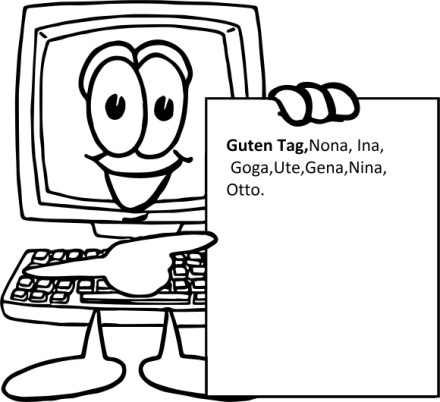 Guten Tag,Nona, Ina,
Goga,Ute,Gena,Nina,
Otto.